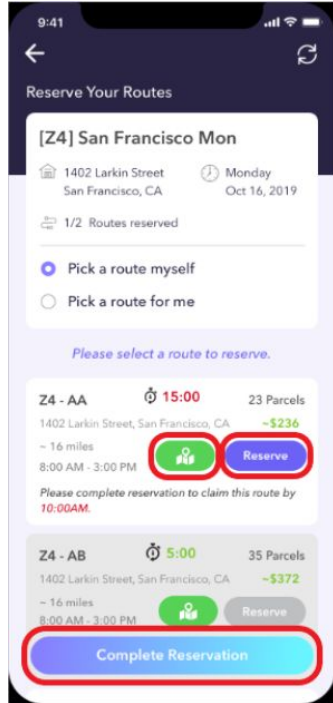 9:41
Reserve Your Routes
[Z4] San Francisco Mon
1402 Larkin Street
San Francisco, CA
Monday
Oct 16, 2019
1/2 Routes reserved
Pick a route myself
Pick a route for me
Please select a route to reserve.
Z4 - AA 15:00 23 Parcels
1402 Larkin Street, San Francisco, CA ~$236
~ 16 miles
8:00 AM - 3:00 PM
Reserve
Please complete reservation to claim this route by
10:00AM.
Z4 - AB 5:00 35 Parcels
1402 Larkin Street, San Francisco, CA ~$372
~ 16 miles
8:00 AM - 3:00 PM
Reserve
Complete Reservation